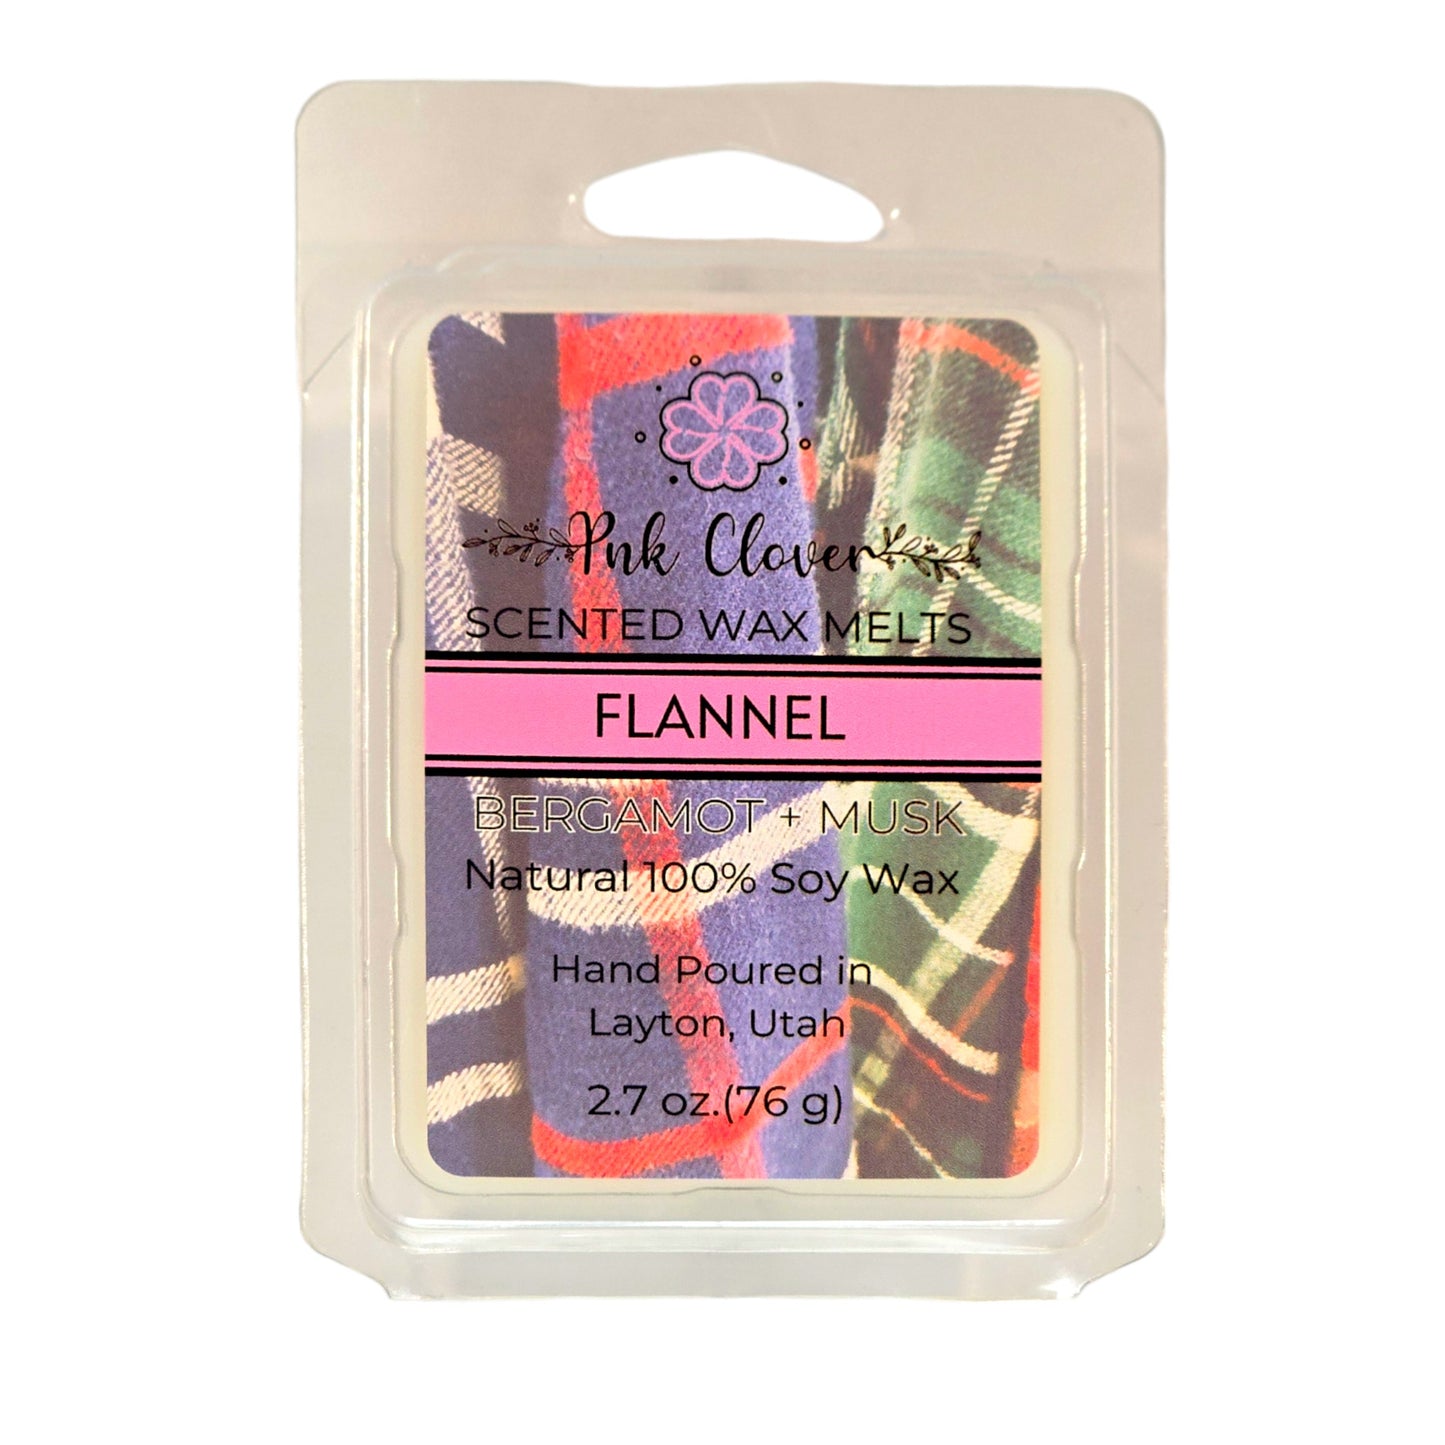 Pnk Clover
SCENTED WAX MELTS
FLANNEL
BERGAMOT + MUSK
Natural 100% Soy Wax
Hand Poured in
Layton, Utah
2.7 oz.(76 g)